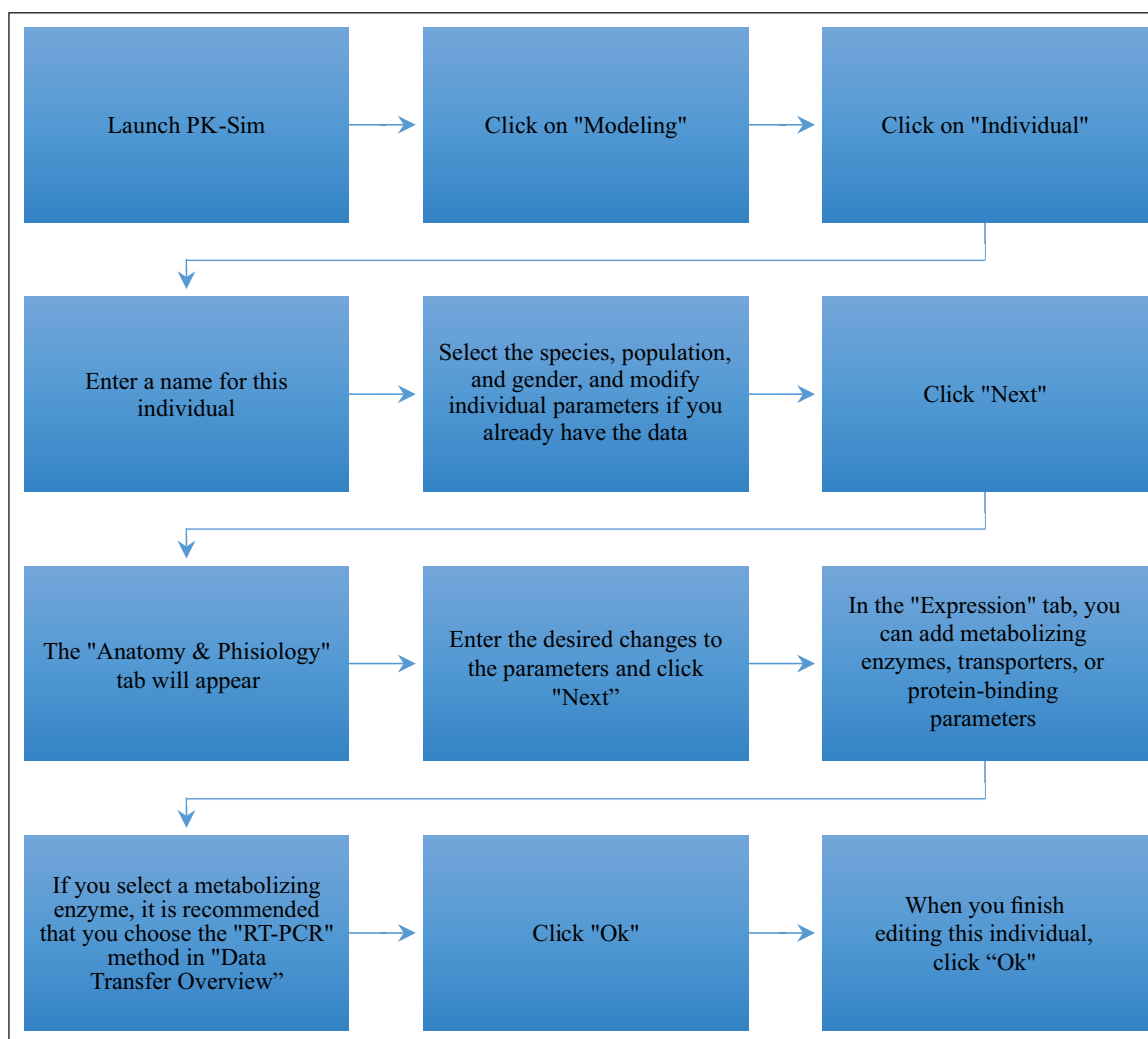 Launch PK-Sim
Click on "Modeling"
Click on "Individual"
Enter a name for this
individual
Select the species, population,
and gender, and modify
individual parameters if you
already have the data
Click "Next"
The "Anatomy & Phisiology"
tab will appear
Enter the desired changes to
the parameters and click
"Next”
In the "Expression" tab, you
can add metabolizing
enzymes, transporters, or
protein-binding
parameters
If you select a metabolizing
enzyme, it is recommended
that you choose the "RT-PCR"
method in "Data
Transfer Overview”
Click "Ok"
When you finish
editing this individual,
click “Ok"